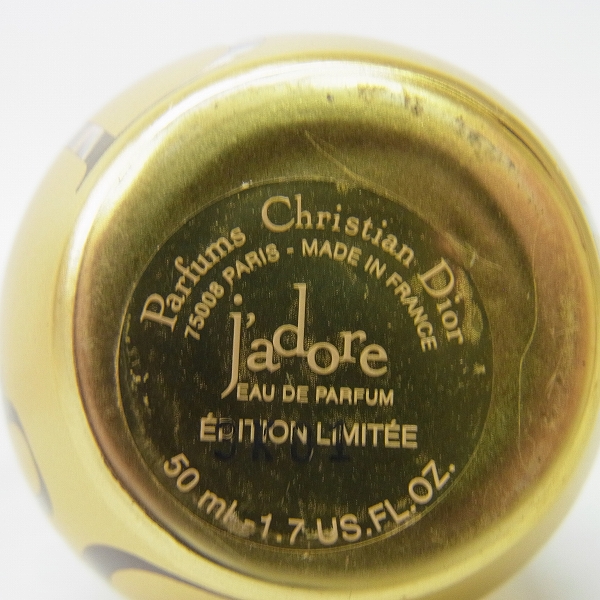 Parfums Christian Dior
75008 PARIS - MADE IN FRANCE
j'adore
EAU DE PARFUM
ÉDITION LIMITÉE
50 ml - 1.7 US.FL.OZ.